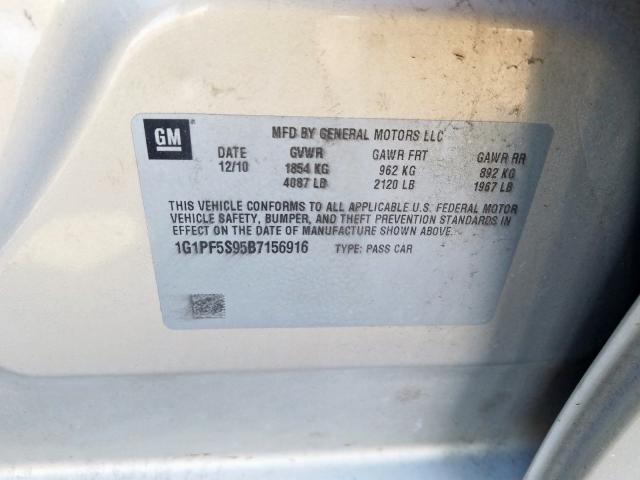 GM
MFD BY GENERAL MOTORS LLC
DATE GVWR GAWR FRT GAWR RR
12/10 1854 KG 962 KG 892 KG
4087 LB 2120 LB 1967 LB
THIS VEHICLE CONFORMS TO ALL APPLICABLE U.S. FEDERAL MOTOR
VEHICLE SAFETY, BUMPER, AND THEFT PREVENTION STANDARDS IN
EFFECT ON THE DATE OF MANUFACTURE SHOWN ABOVE.
1G1PF5S95B7156916 TYPE: PASS CAR